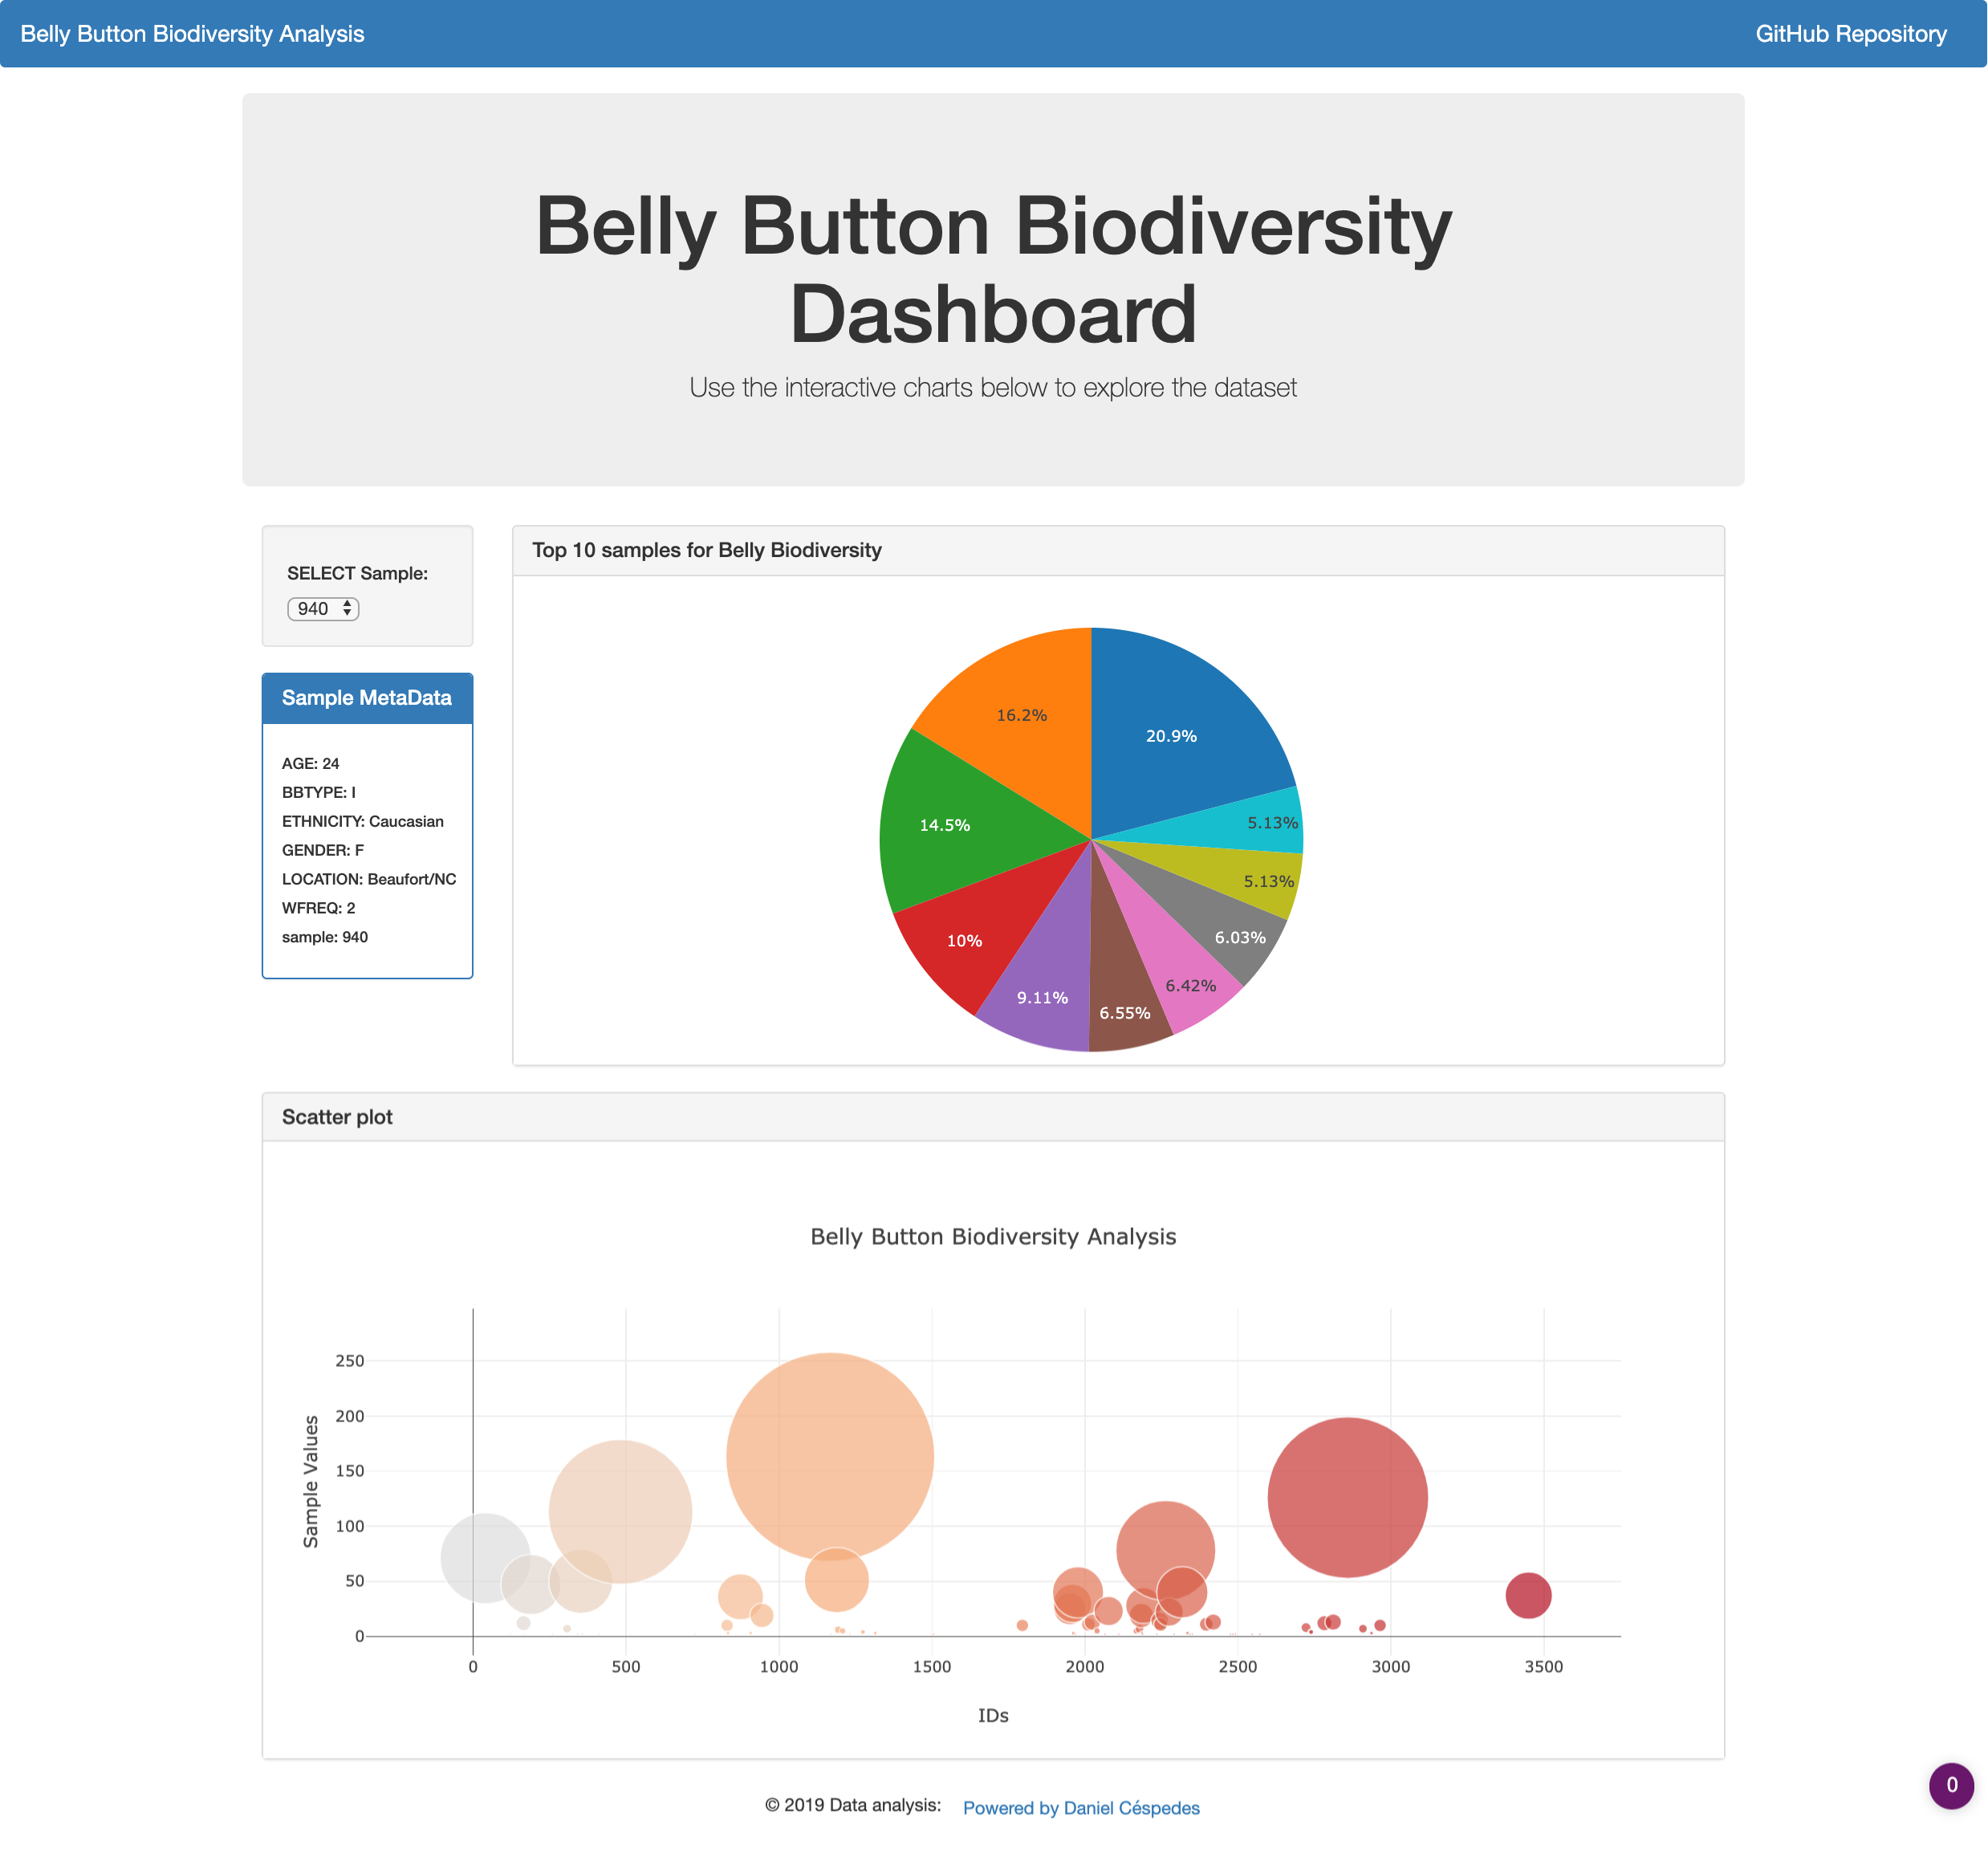 Belly Button Biodiversity Analysis
GitHub Repository
Belly Button Biodiversity
Dashboard
Use the interactive charts below to explore the dataset
SELECT Sample:
940
Sample MetaData
AGE: 24
BBTYPE: I
ETHNICITY: Caucasian
GENDER: F
LOCATION: Beaufort/NC
WFREQ: 2
sample: 940
Top 10 samples for Belly Biodiversity
16.2%
20.9%
14.5%
5.13%
5.13%
10%
6.03%
9.11%
6.55%
6.42%
Scatter plot
Belly Button Biodiversity Analysis
Sample Values
250
200
150
100
50
0
0
500
1000
1500
2000
2500
3000
3500
IDs
© 2019 Data analysis:
Powered by Daniel Céspedes
0